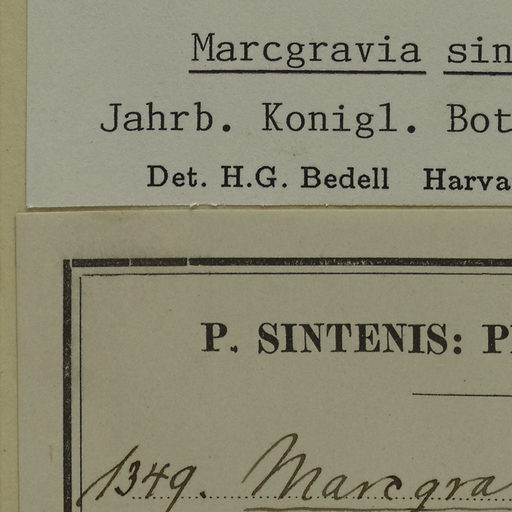 Marcgravia sin
Jahrb. Konigl. Bot
Det. H.G. Bedell Harva
P. SINTENIS: P
1349. Marcgra